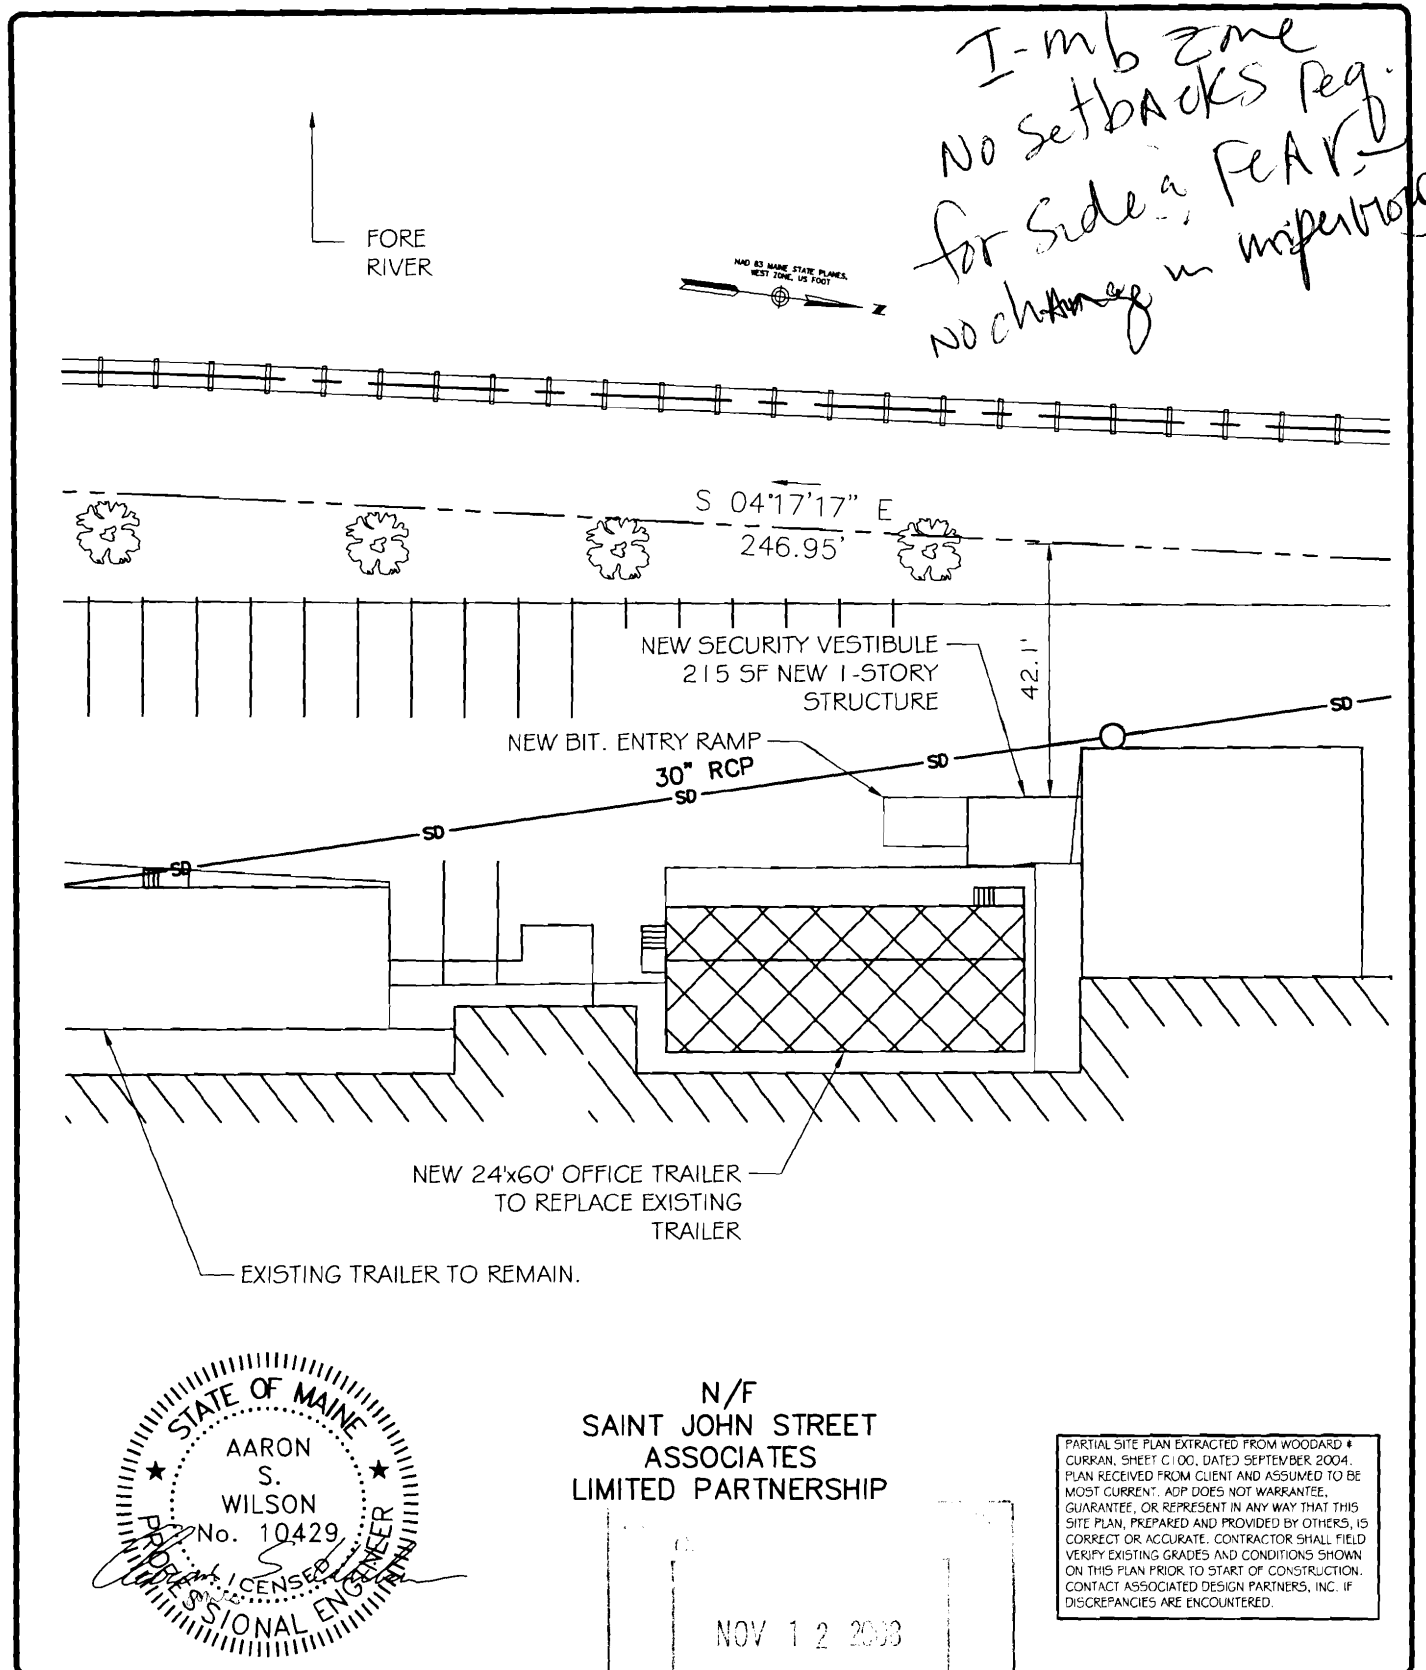 I-mb zone
No setbAcKS req.
for Side & reAr -
No change in impervious
FORE
RIVER
NAD 83 MAINE STATE PLANES,
WEST ZONE, US FOOT
Z
S 04°17'17" E
246.95'
NEW SECURITY VESTIBULE
215 SF NEW 1-STORY
STRUCTURE
42.1'
SD
NEW BIT. ENTRY RAMP
30" RCP
SD
SD
SD
SD
NEW 24'x60' OFFICE TRAILER
TO REPLACE EXISTING
TRAILER
EXISTING TRAILER TO REMAIN.
STATE OF MAINE
AARON
S.
WILSON
No. 10429
LICENSED
PROFESSIONAL ENGINEER
N/F
SAINT JOHN STREET
ASSOCIATES
LIMITED PARTNERSHIP
NOV 12
PARTIAL SITE PLAN EXTRACTED FROM WOODARD &
CURRAN, SHEET C100, DATED SEPTEMBER 2004.
PLAN RECEIVED FROM CLIENT AND ASSUMED TO BE
MOST CURRENT. ADP DOES NOT WARRANTEE,
GUARANTEE, OR REPRESENT IN ANY WAY THAT THIS
SITE PLAN, PREPARED AND PROVIDED BY OTHERS, IS
CORRECT OR ACCURATE. CONTRACTOR SHALL FIELD
VERIFY EXISTING GRADES AND CONDITIONS SHOWN
ON THIS PLAN PRIOR TO START OF CONSTRUCTION.
CONTACT ASSOCIATED DESIGN PARTNERS, INC. IF
DISCREPANCIES ARE ENCOUNTERED.